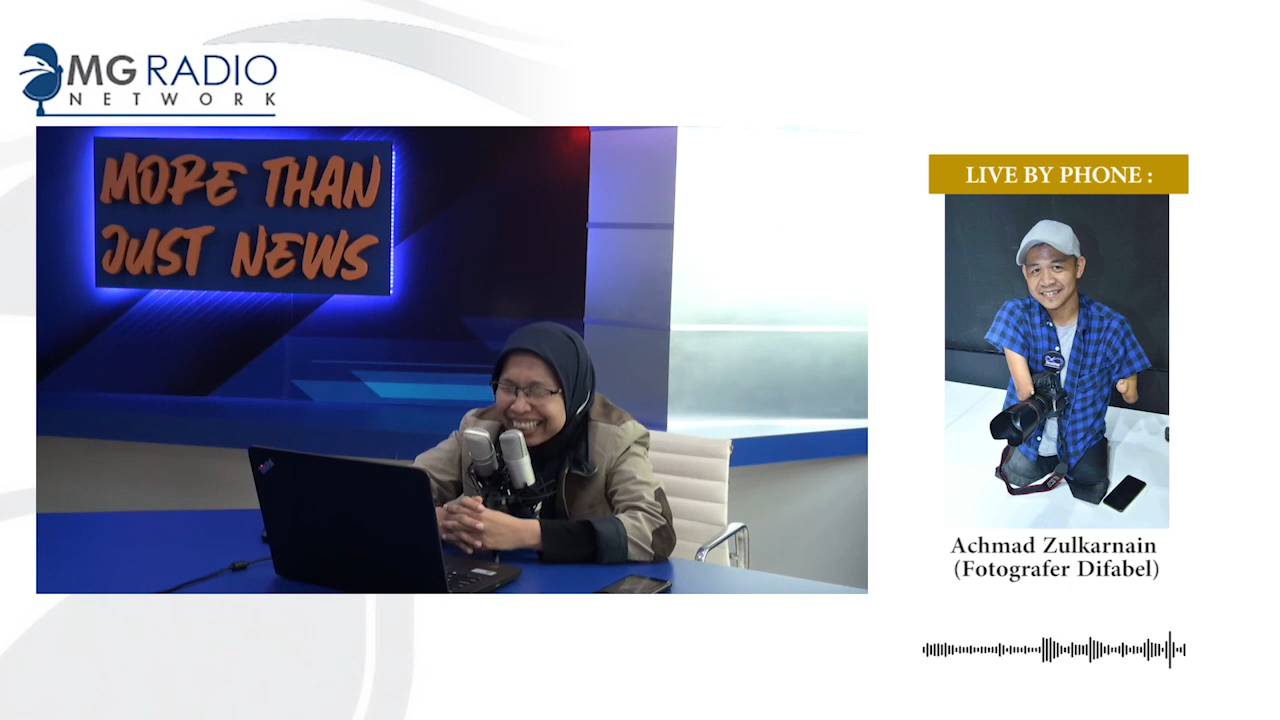 MG RADIO
NETWORK
MORE THAN
JUST NEWS
LIVE BY PHONE :
Achmad Zulkarnain
(Fotografer Difabel)